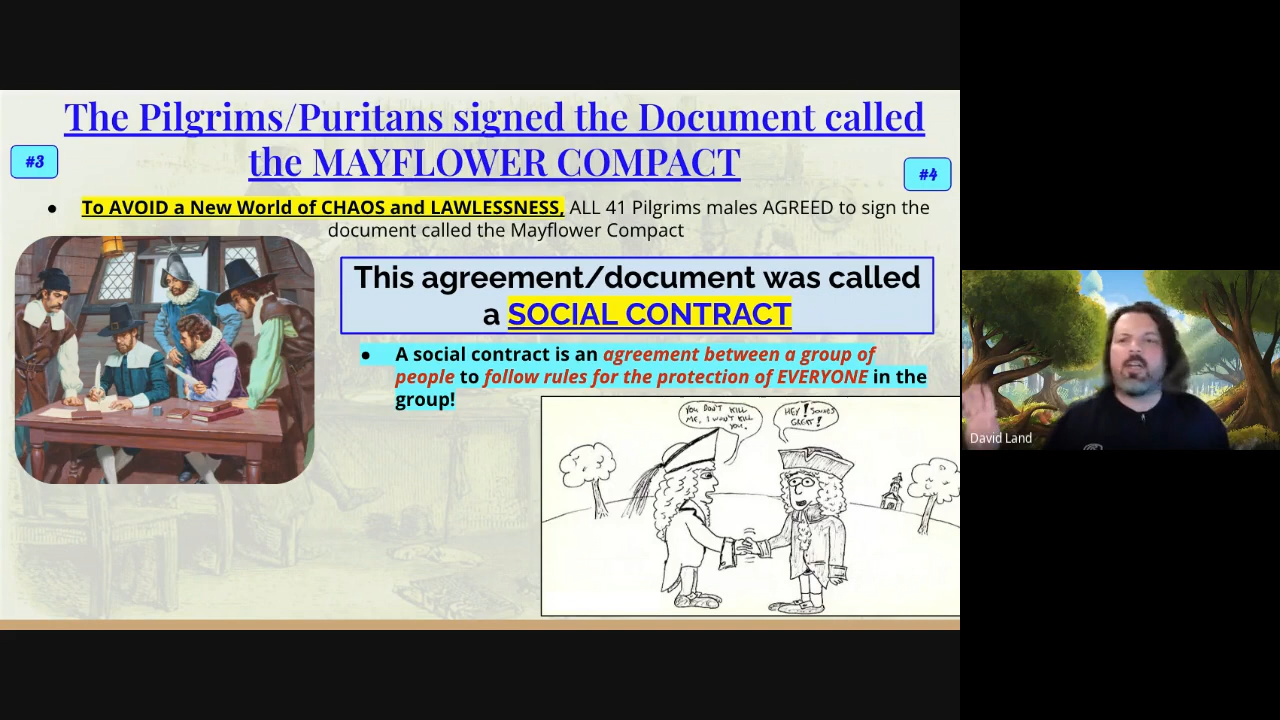 The Pilgrims/Puritans signed the Document called
the MAYFLOWER COMPACT
#3
#4
● To AVOID a New World of CHAOS and LAWLESSNESS, ALL 41 Pilgrims males AGREED to sign the
document called the Mayflower Compact
This agreement/document was called
a SOCIAL CONTRACT
● A social contract is an agreement between a group of
people to follow rules for the protection of EVERYONE in the
group!
YOU DON'T KILL
ME, I WON'T KILL
YOU.
HEY! SOUNDS
GREAT!
David Land